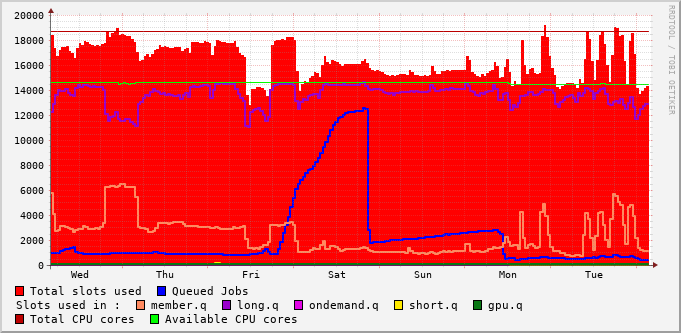 20000
18000
16000
14000
12000
10000
8000
6000
4000
2000
0
Wed Thu Fri Sat Sun Mon Tue
RRDTOOL / TOBI OETIKER
Total slots used Queued Jobs
Slots used in : member.q long.q ondemand.q short.q gpu.q
Total CPU cores Available CPU cores